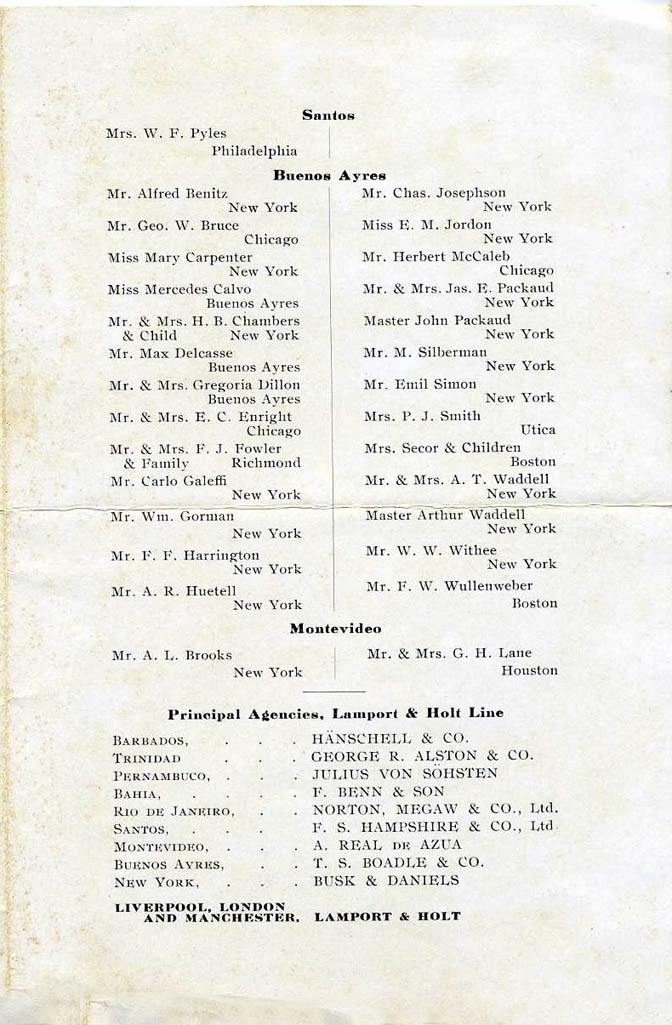 Santos
Mrs. W. F. Pyles
Philadelphia
Buenos Ayres
Mr. Alfred Benitz
New York
Mr. Geo. W. Bruce
Chicago
Miss Mary Carpenter
New York
Miss Mercedes Calvo
Buenos Ayres
Mr. & Mrs. H. B. Chambers
& Child New York
Mr. Max Delcasse
Buenos Ayres
Mr. & Mrs. Gregoria Dillon
Buenos Ayres
Mr. & Mrs. E. C. Enright
Chicago
Mr. & Mrs. F. J. Fowler
& Family Richmond
Mr. Carlo Galeffi
New York
Mr. Wm. Gorman
New York
Mr. F. F. Harrington
New York
Mr. A. R. Huetell
New York
Mr. Chas. Josephson
New York
Miss E. M. Jordon
New York
Mr. Herbert McCaleb
Chicago
Mr. & Mrs. Jas. E. Packaud
New York
Master John Packaud
New York
Mr. M. Silberman
New York
Mr. Emil Simon
New York
Mrs. P. J. Smith
Utica
Mrs. Secor & Children
Boston
Mr. & Mrs. A. T. Waddell
New York
Master Arthur Waddell
New York
Mr. W. W. Withee
New York
Mr. F. W. Wullenweber
Boston
Montevideo
Mr. A. L. Brooks
New York
Mr. & Mrs. G. H. Lane
Houston
Principal Agencies, Lamport & Holt Line
BARBADOS, . . . HÄNSCHELL & CO.
TRINIDAD . . . GEORGE R. ALSTON & CO.
PERNAMBUCO, . . . JULIUS VON SÖHSTEN
BAHIA, . . . . F. BENN & SON
RIO DE JANEIRO, . . NORTON, MEGAW & CO., Ltd.
SANTOS, . . . . F. S. HAMPSHIRE & CO., Ltd.
MONTEVIDEO, . . . A. REAL DE AZUA
BUENOS AYRES, . . T. S. BOADLE & CO.
NEW YORK, . . . BUSK & DANIELS
LIVERPOOL, LONDON
AND MANCHESTER, LAMPORT & HOLT